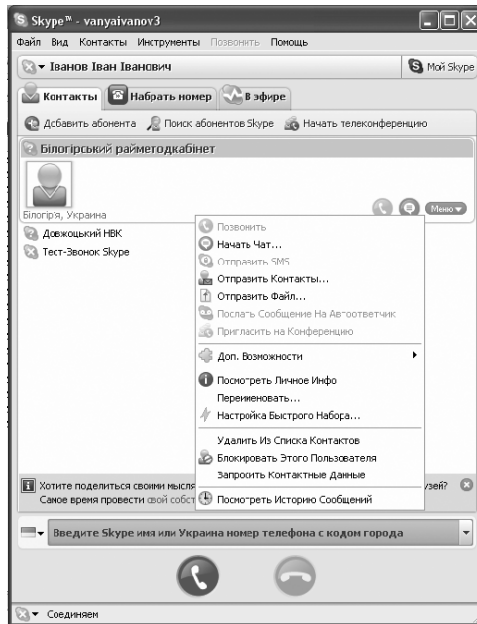 Skype™ - vanyaivanov3
Файл Вид Контакты Инструменты Позвонить Помощь
Іванов Іван Іванович Мой Skype
Контакты Набрать номер В эфире
Добавить абонента Поиск абонентов Skype Начать телеконференцию
Білогірський райметодкабінет
Білогір'я, Украина
Меню
Довжоцький НВК
Тест-Звонок Skype
Позвонить
Начать Чат...
Отправить SMS
Отправить Контакты...
Отправить Файл...
Послать Сообщение На Автоответчик
Пригласить на Конференцию
Доп. Возможности
Посмотреть Личное Инфо
Переименовать...
Настройка Быстрого Набора...
Удалить Из Списка Контактов
Блокировать Этого Пользователя
Запросить Контактные Данные
Посмотреть Историю Сообщений
Хотите поделиться своими мысля узей?
Самое время провести свой собст
Введите Skype имя или Украина номер телефона с кодом города
Соединяем